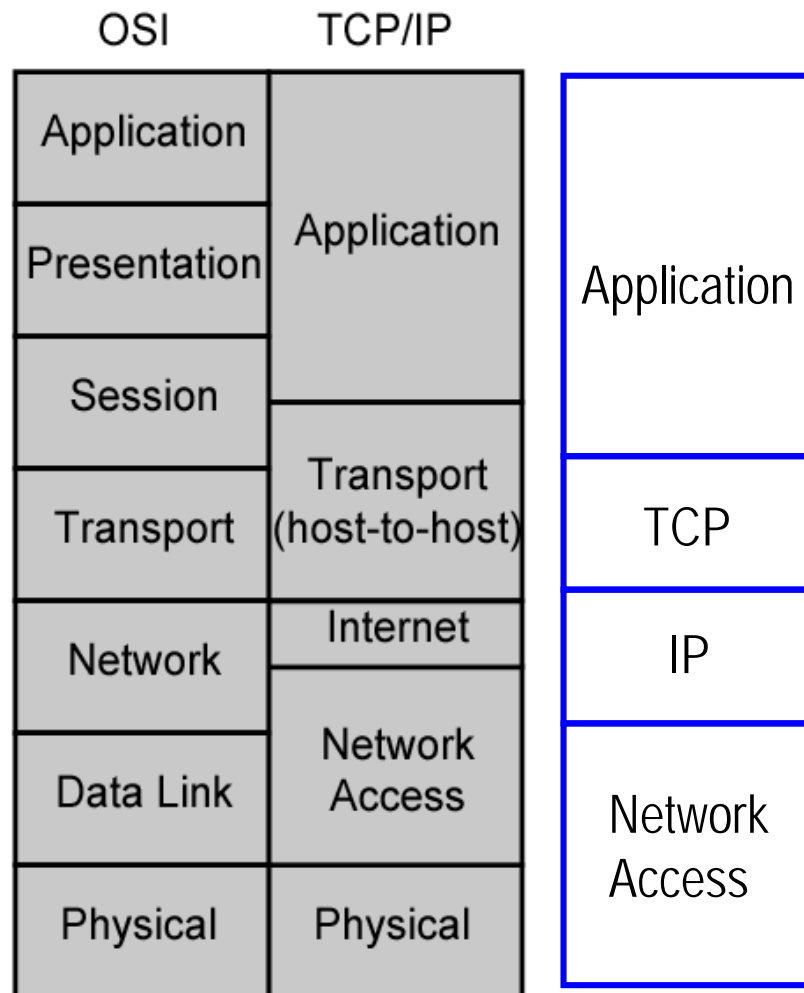 OSI
TCP/IP
Application
Presentation
Session
Transport
Network
Data Link
Physical
Application
Transport
(host-to-host)
Internet
Network
Access
Physical
Application
TCP
IP
Network
Access